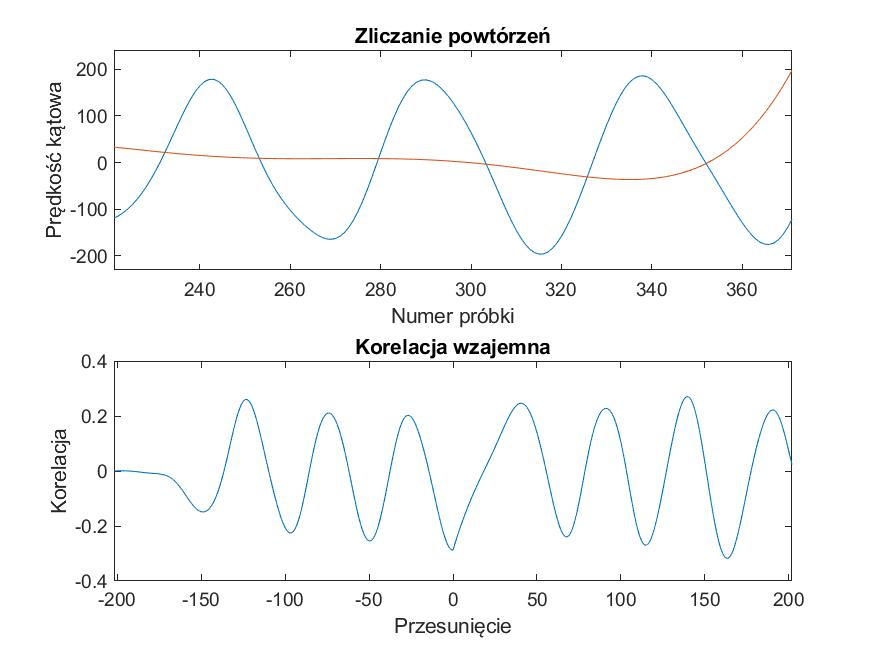 Zliczanie powtórzeń
200
100
0
-100
-200
Prędkość kątowa
240 260 280 300 320 340 360
Numer próbki
Korelacja wzajemna
0.4
0.2
0
-0.2
-0.4
Korelacja
-200 -150 -100 -50 0 50 100 150 200
Przesunięcie